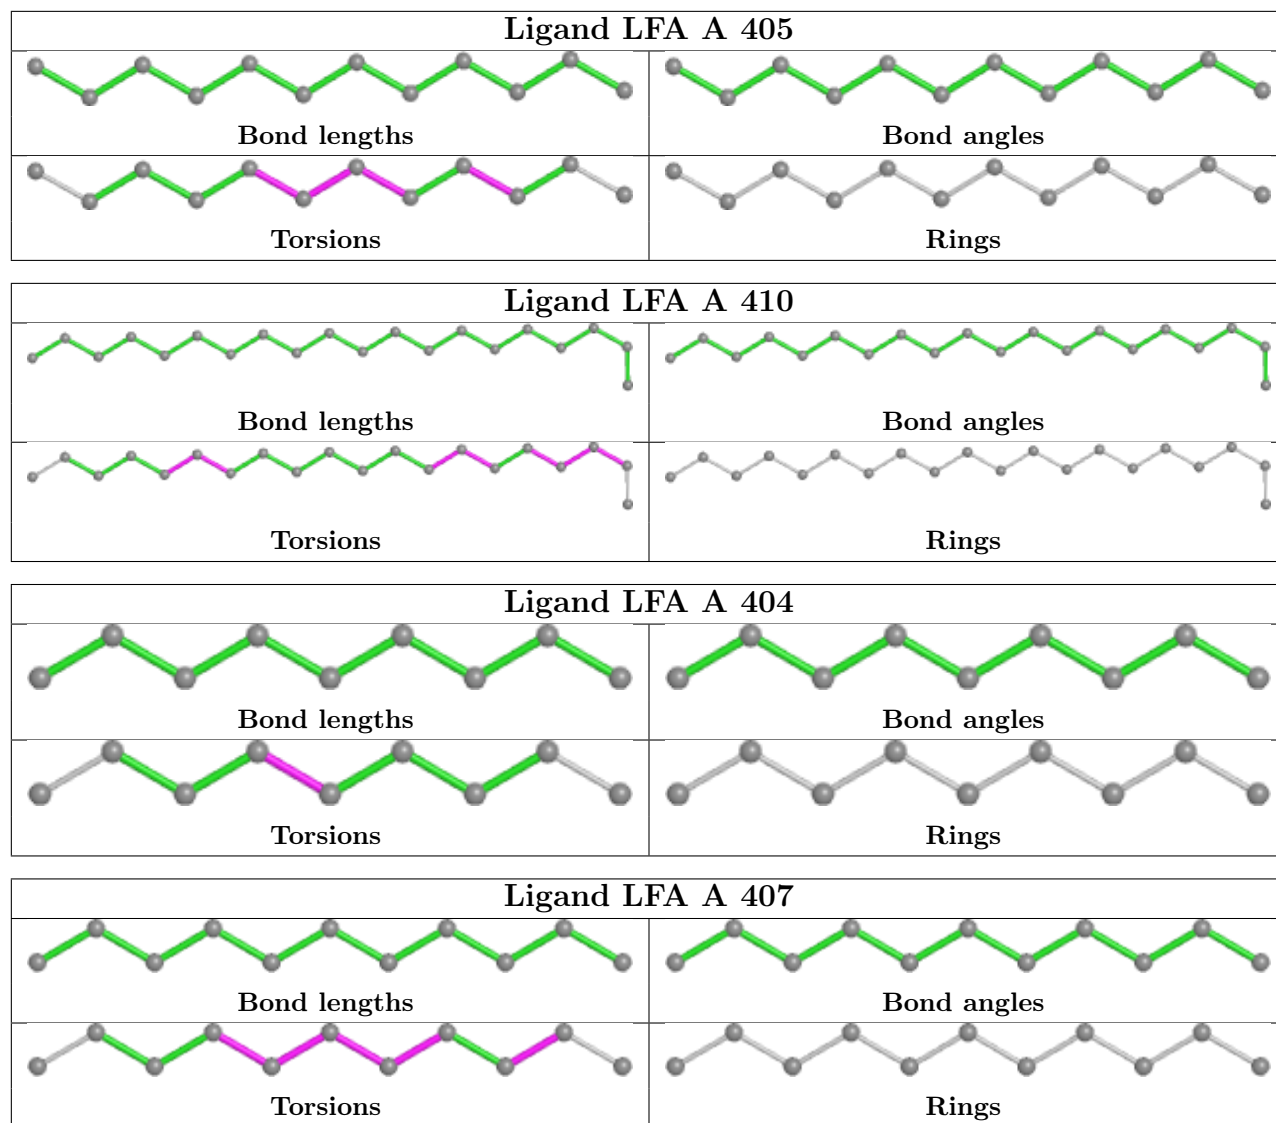 Ligand LFA A 405
Bond lengths
Bond angles
Torsions
Rings
Ligand LFA A 410
Bond lengths
Bond angles
Torsions
Rings
Ligand LFA A 404
Bond lengths
Bond angles
Torsions
Rings
Ligand LFA A 407
Bond lengths
Bond angles
Torsions
Rings